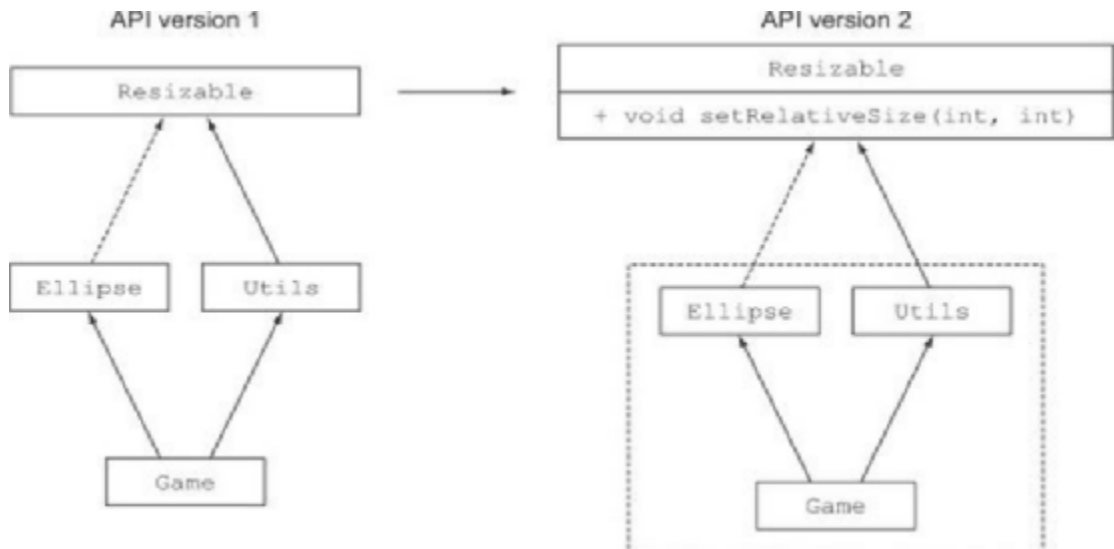 API version 1
API version 2
Resizable
Resizable
+ void setRelativeSize(int, int)
Ellipse
Utils
Ellipse
Utils
Game
Game